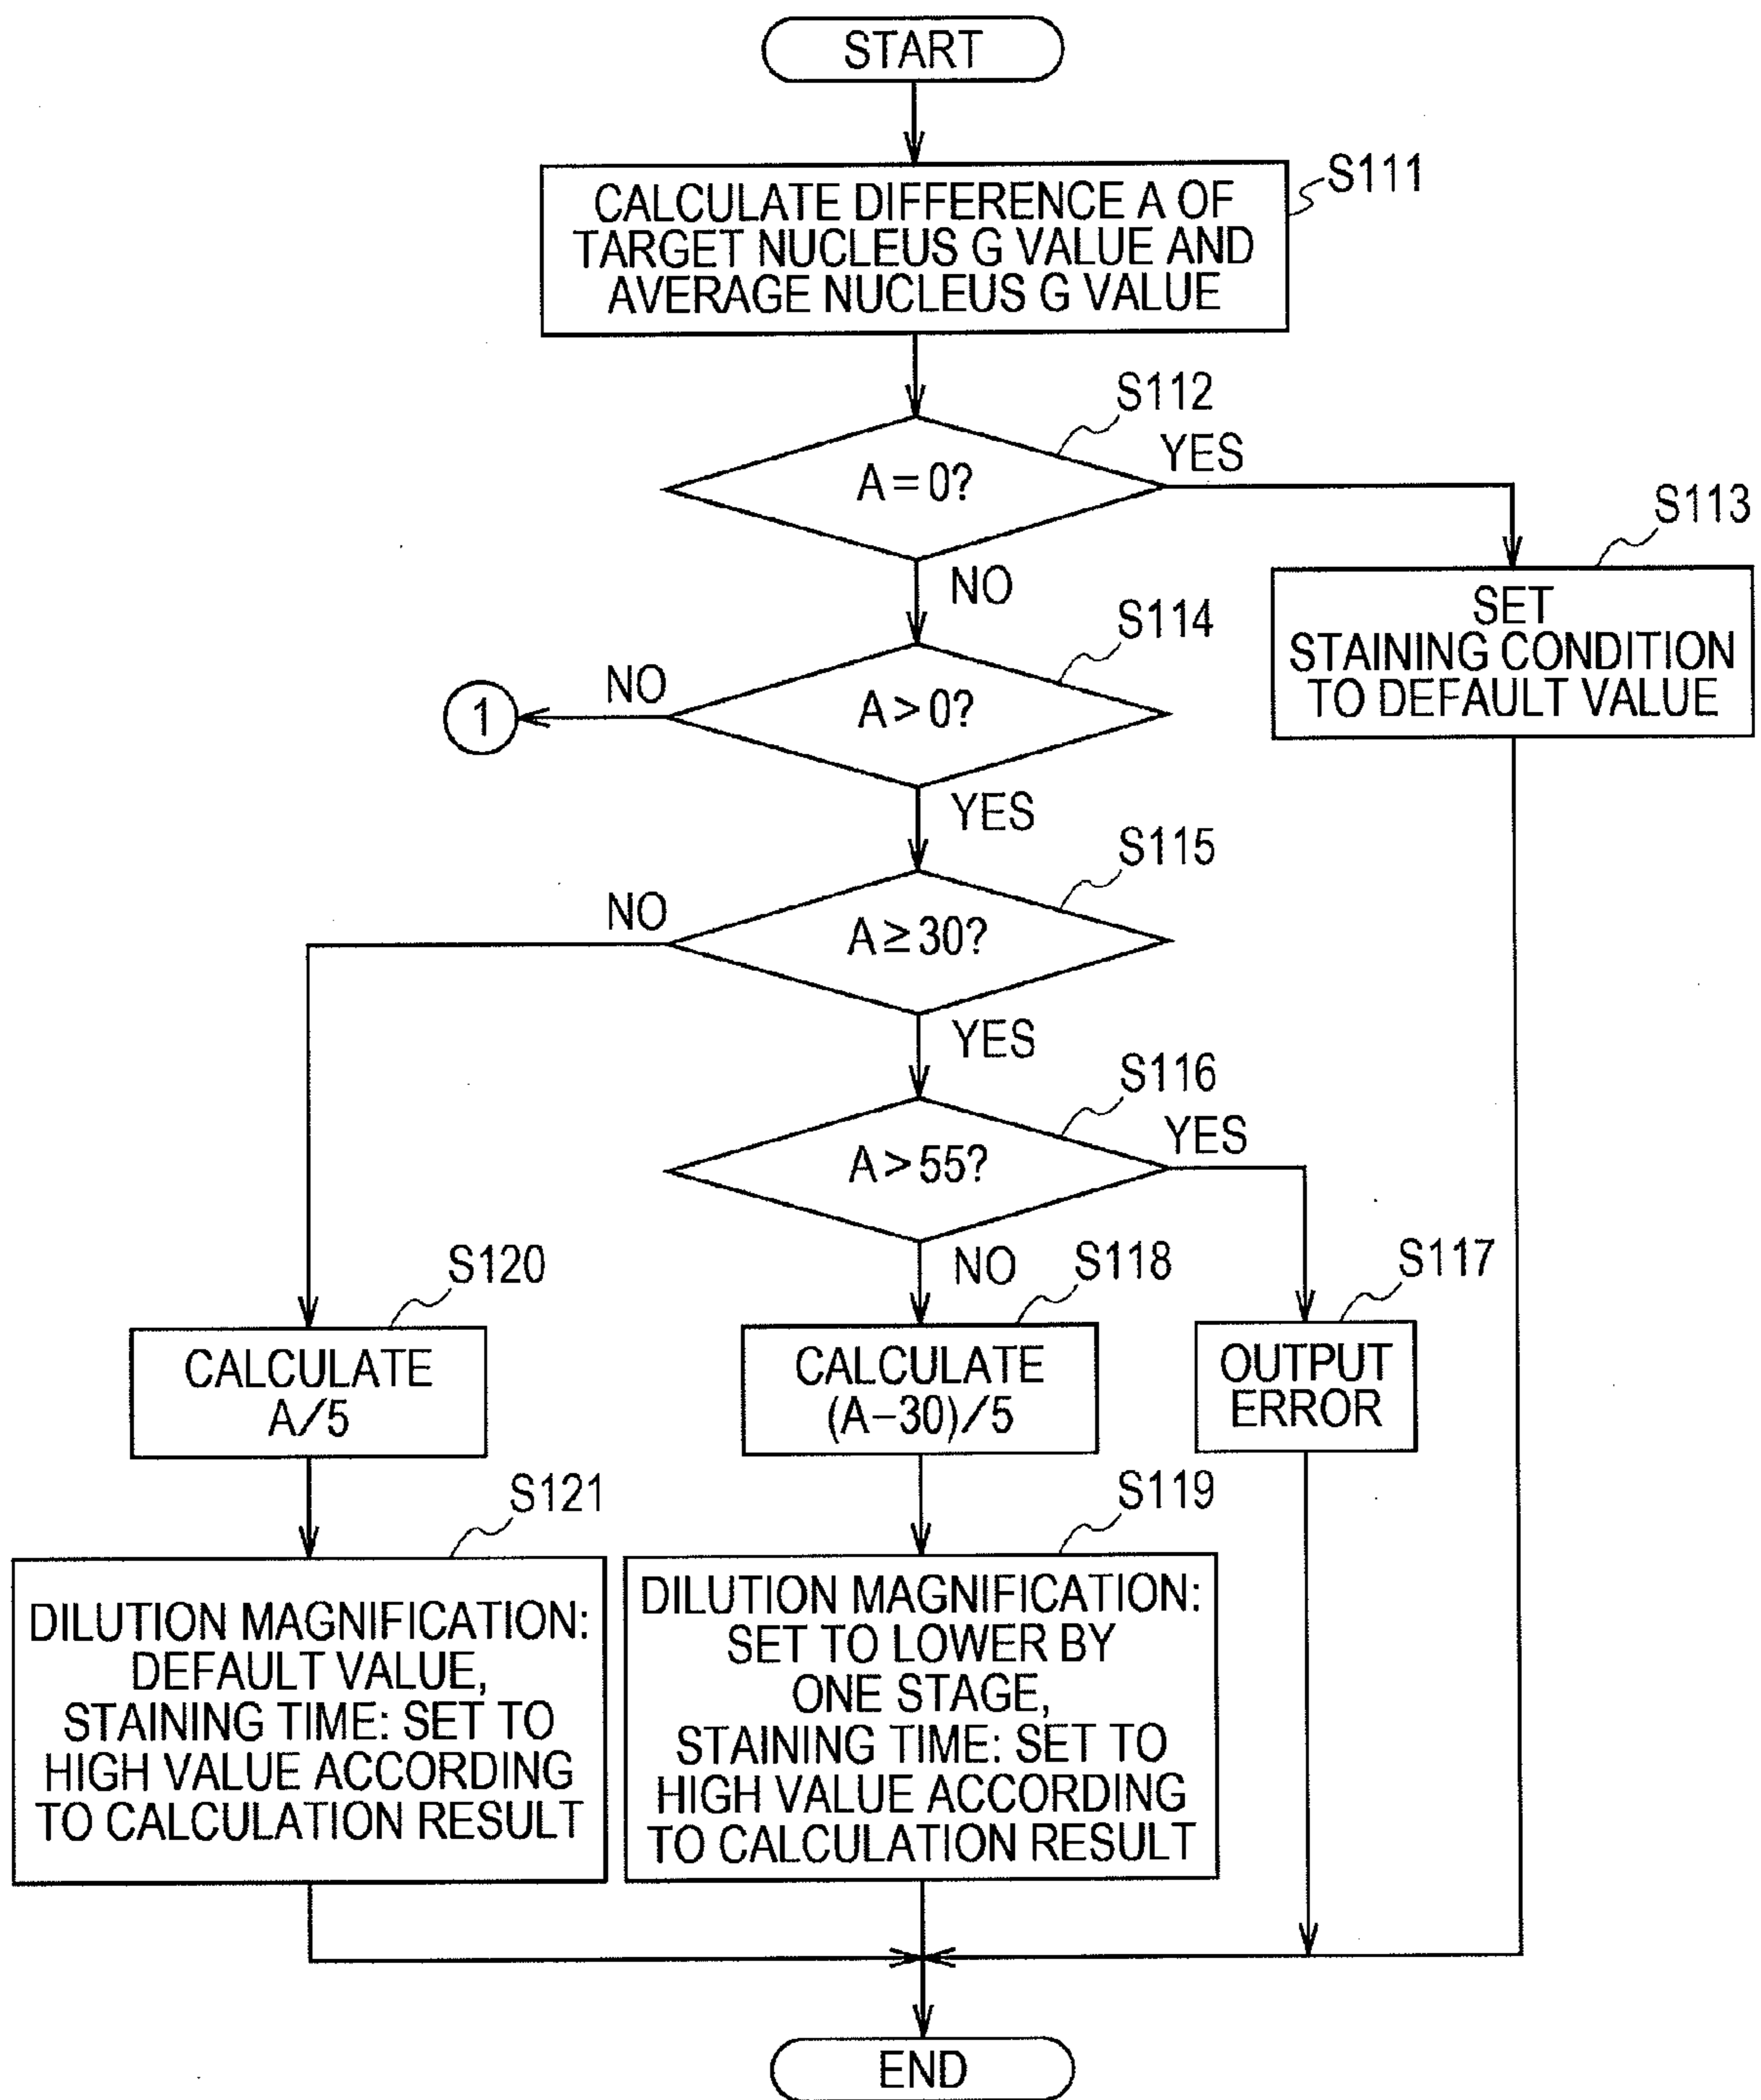 START
S111
CALCULATE DIFFERENCE A OF
TARGET NUCLEUS G VALUE AND
AVERAGE NUCLEUS G VALUE
S112
A=0?
YES
NO
S113
SET
STAINING CONDITION
TO DEFAULT VALUE
S114
A>0?
NO
1
YES
S115
A≥30?
NO
YES
S116
A>55?
YES
NO
S120
CALCULATE
A/5
S118
CALCULATE
(A−30)/5
S117
OUTPUT
ERROR
S121
DILUTION MAGNIFICATION:
DEFAULT VALUE,
STAINING TIME: SET TO
HIGH VALUE ACCORDING
TO CALCULATION RESULT
S119
DILUTION MAGNIFICATION:
SET TO LOWER BY
ONE STAGE,
STAINING TIME: SET TO
HIGH VALUE ACCORDING
TO CALCULATION RESULT
END